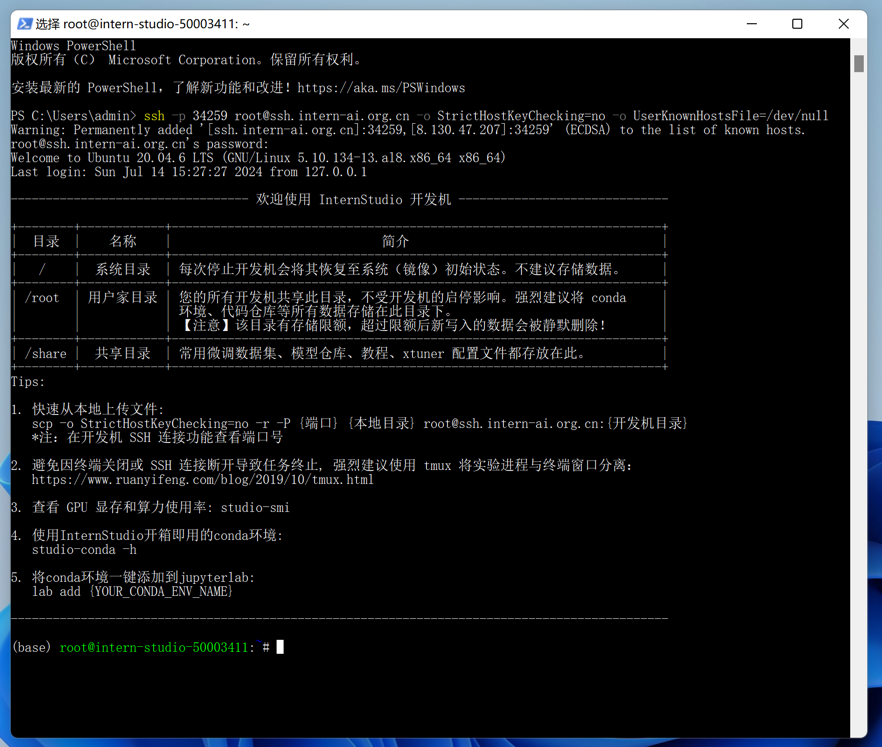 选择 root@intern-studio-50003411: ~
Windows PowerShell
版权所有 (C) Microsoft Corporation。保留所有权利。
安装最新的 PowerShell，了解新功能和改进！https://aka.ms/PSWindows
PS C:\Users\admin> ssh -p 34259 root@ssh.intern-ai.org.cn -o StrictHostKeyChecking=no -o UserKnownHostsFile=/dev/null
Warning: Permanently added '[ssh.intern-ai.org.cn]:34259,[8.130.47.207]:34259' (ECDSA) to the list of known hosts.
root@ssh.intern-ai.org.cn's password:
Welcome to Ubuntu 20.04.6 LTS (GNU/Linux 5.10.134-13.al8.x86_64 x86_64)
Last login: Sun Jul 14 15:27:27 2024 from 127.0.0.1
---------------------------------- 欢迎使用 InternStudio 开发机 ------------------------------
目录 | 名称 | 简介
/ | 系统目录 | 每次停止开发机会将其恢复至系统（镜像）初始状态。不建议存储数据。
/root | 用户家目录 | 您的所有开发机共享此目录，不受开发机的启停影响。强烈建议将 conda
环境、代码仓库等所有数据存储在此目录下。
【注意】该目录有存储限额，超过限额后新写入的数据会被静默删除！
/share | 共享目录 | 常用微调数据集、模型仓库、教程、xtuner 配置文件都存放在此。
Tips:
1. 快速从本地上传文件:
scp -o StrictHostKeyChecking=no -r -P {端口} {本地目录} root@ssh.intern-ai.org.cn:{开发机目录}
*注: 在开发机 SSH 连接功能查看端口号
2. 避免因终端关闭或 SSH 连接断开导致任务终止, 强烈建议使用 tmux 将实验进程与终端窗口分离:
https://www.ruanyifeng.com/blog/2019/10/tmux.html
3. 查看 GPU 显存和算力使用率: studio-smi
4. 使用InternStudio开箱即用的conda环境:
studio-conda -h
5. 将conda环境一键添加到jupyterlab:
lab add {YOUR_CONDA_ENV_NAME}
(base) root@intern-studio-50003411:~#